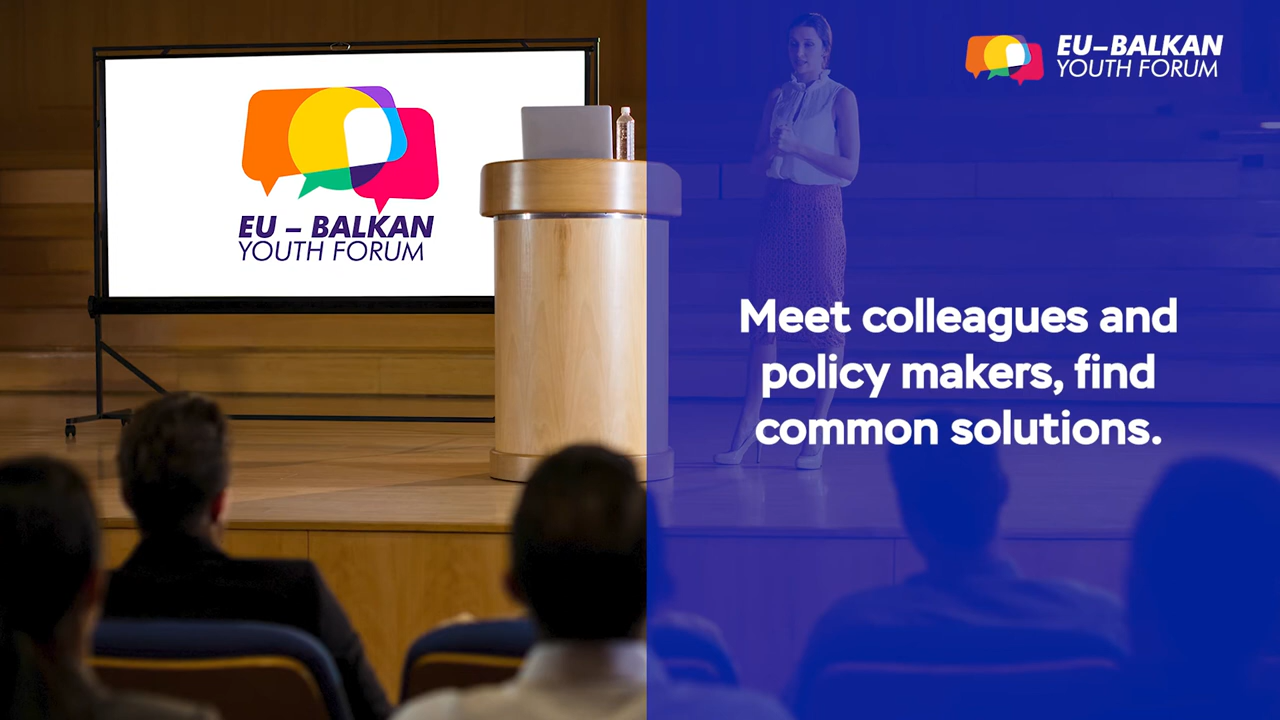 EU – BALKAN
YOUTH FORUM
EU–BALKAN
YOUTH FORUM
Meet colleagues and
policy makers, find
common solutions.